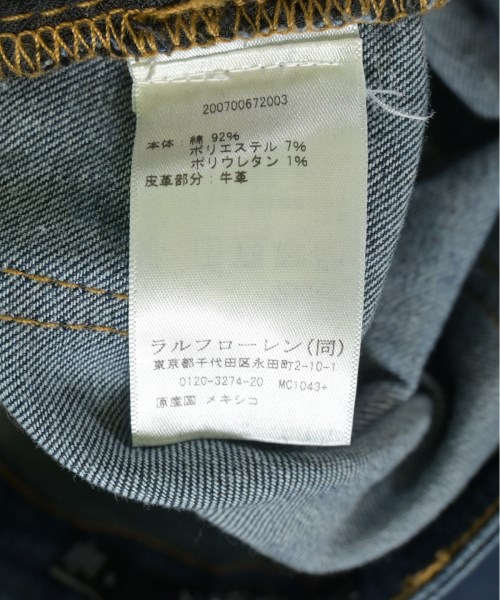 200700672003
本体：綿 92%
ポリエステル 7%
ポリウレタン 1%
皮革部分：牛革
ラルフローレン(同)
東京都千代田区永田町2-10-1
0120-3274-20 MC1043+
原産国 メキシコ